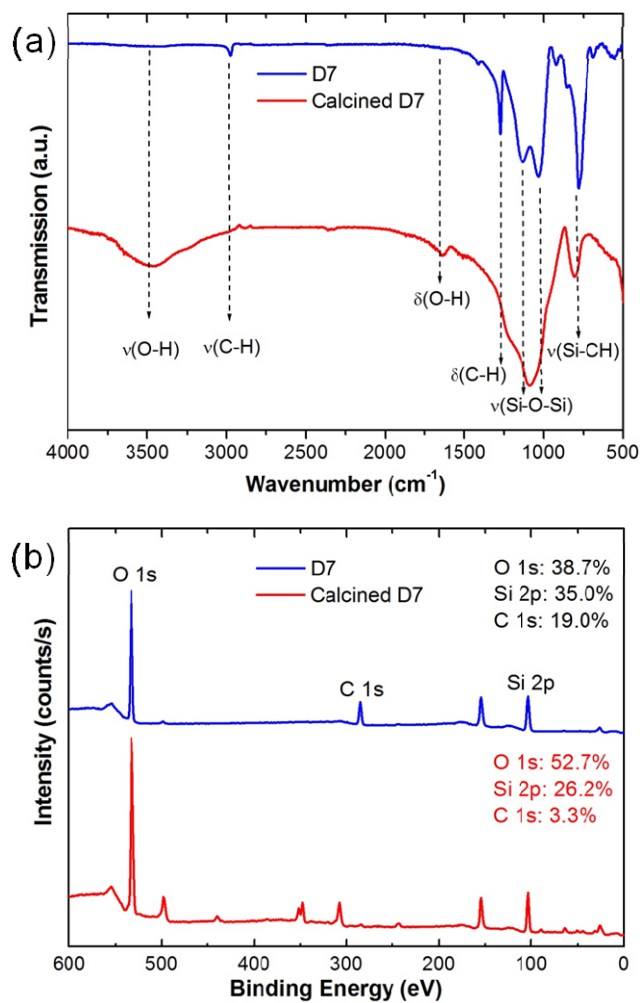 (a)
D7
Calcined D7
ν(O-H)
ν(C-H)
δ(O-H)
δ(C-H)
ν(Si-O-Si)
ν(Si-CH)
Transmission (a.u.)
4000 3500 3000 2500 2000 1500 1000 500
Wavenumber (cm⁻¹)
(b)
O 1s
D7
Calcined D7
O 1s: 38.7%
Si 2p: 35.0%
C 1s: 19.0%
C 1s
Si 2p
O 1s: 52.7%
Si 2p: 26.2%
C 1s: 3.3%
Intensity (counts/s)
600 500 400 300 200 100 0
Binding Energy (eV)